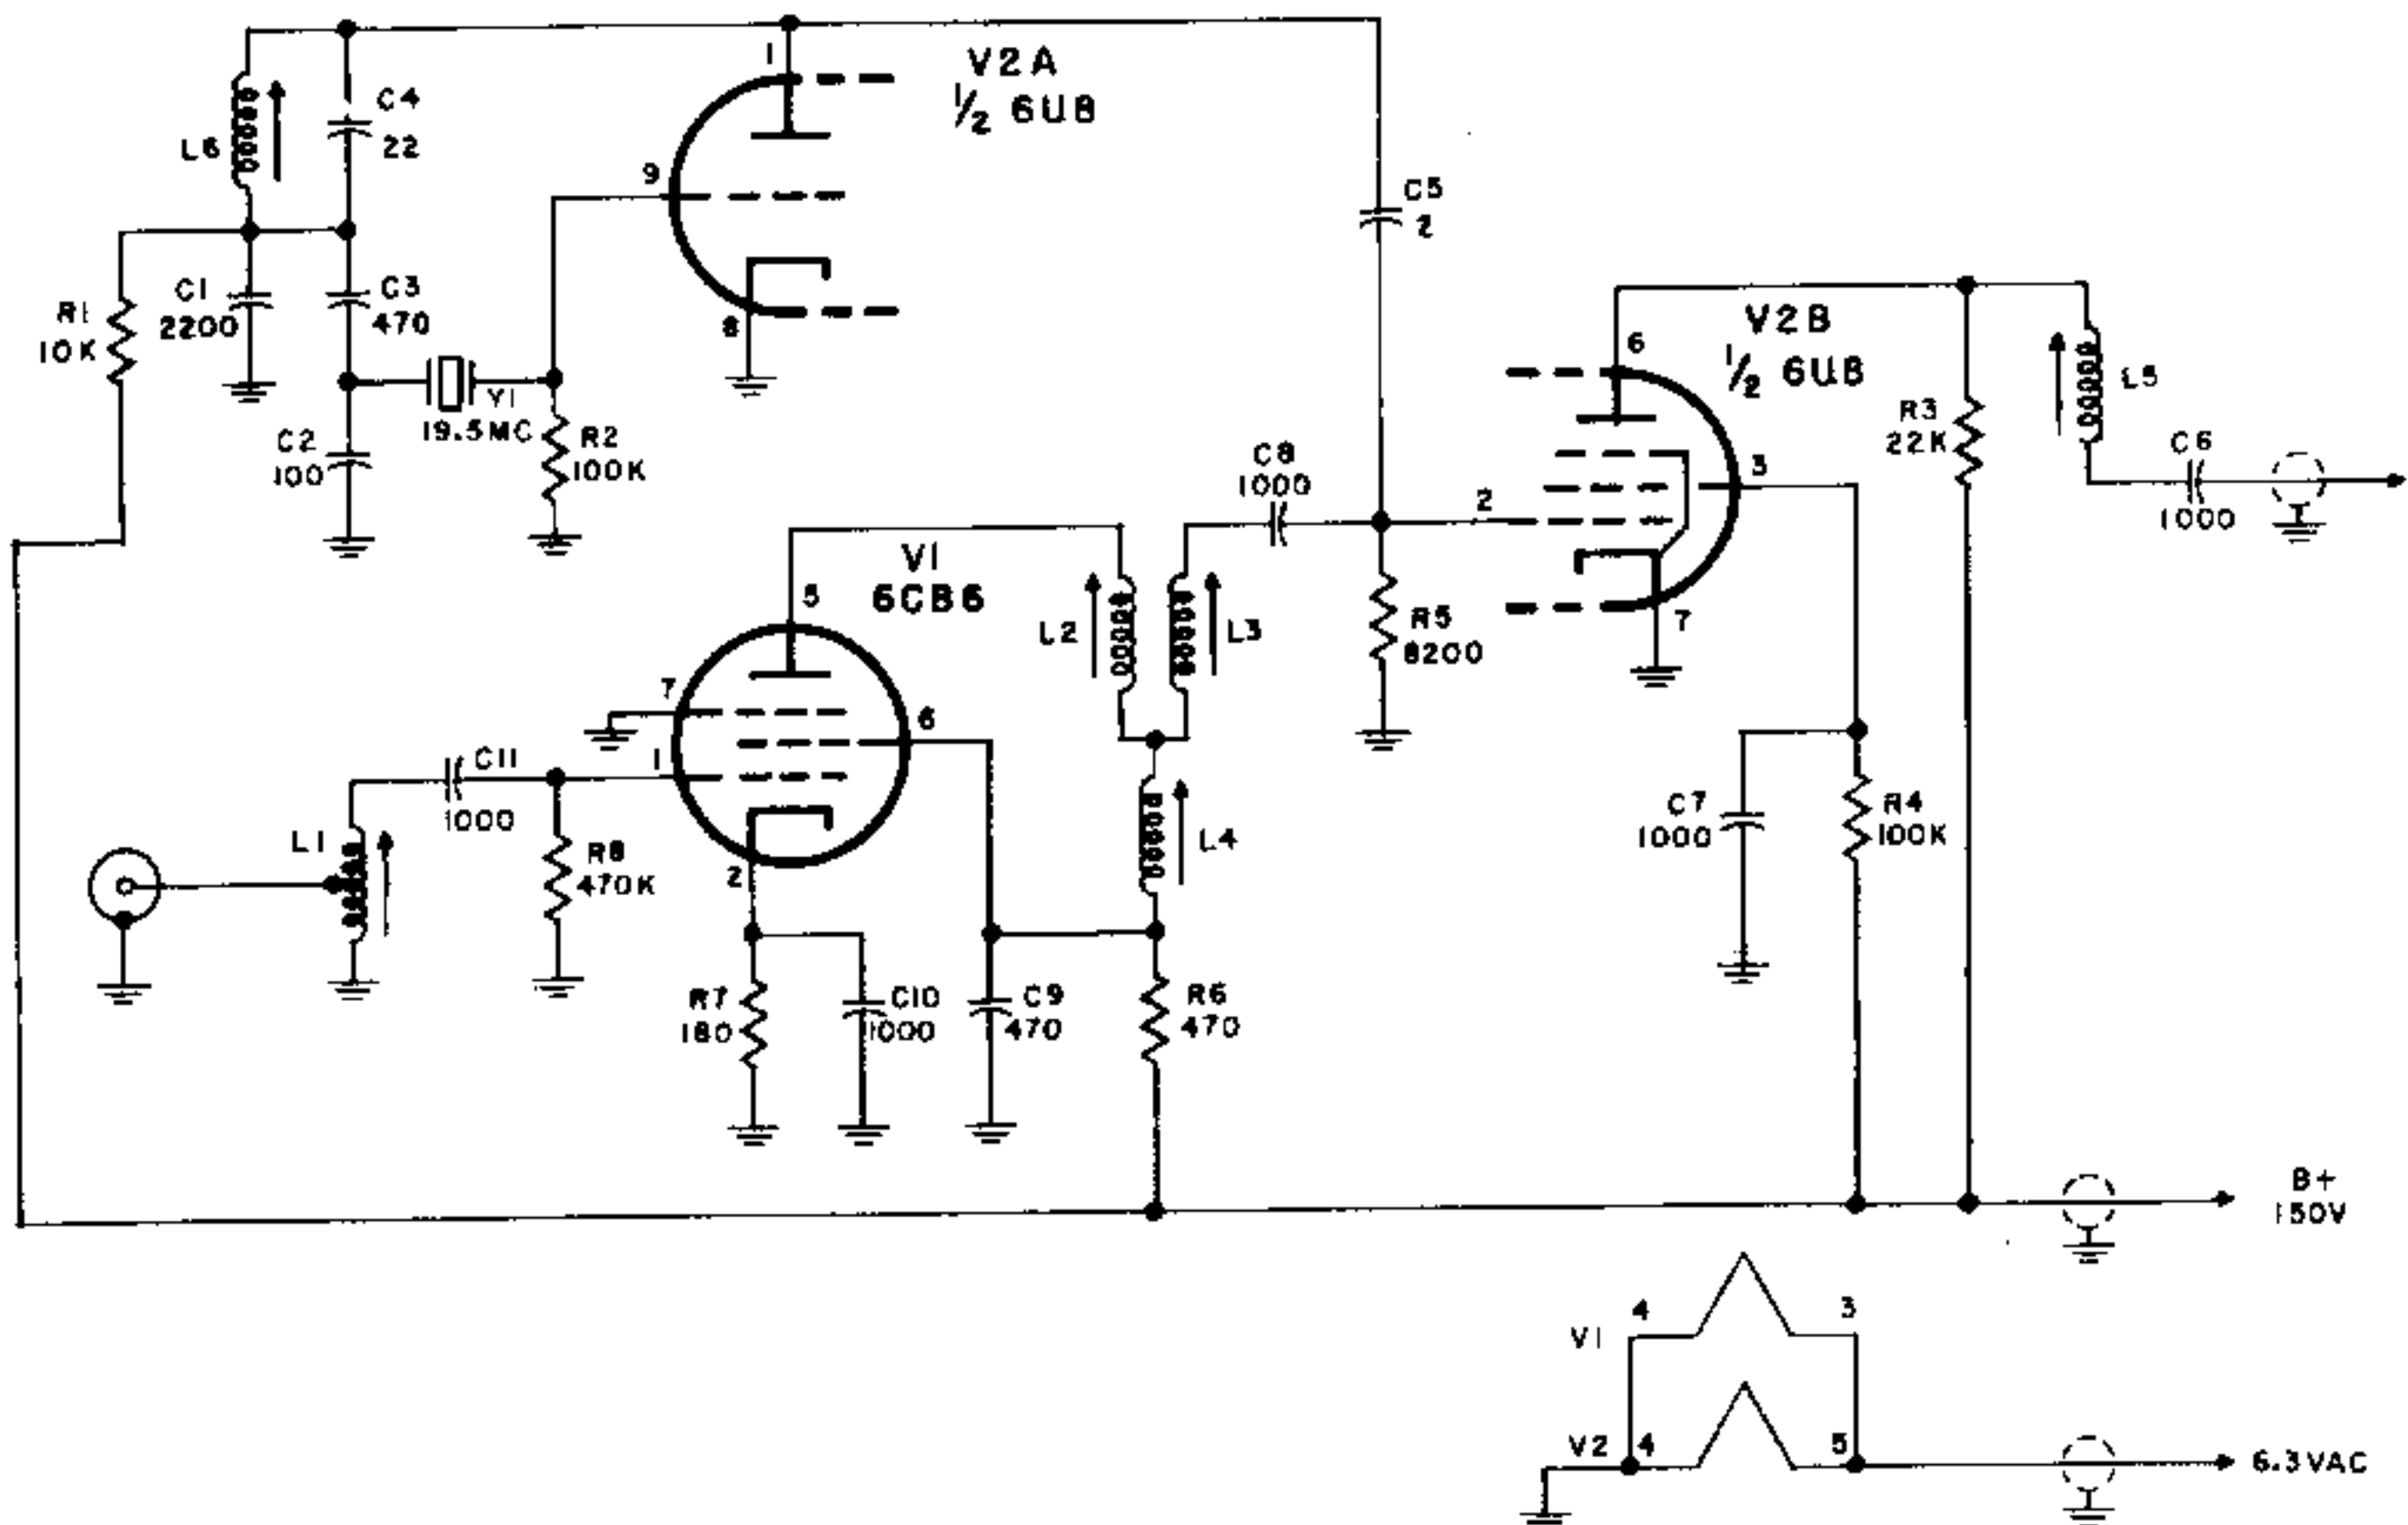 1
V2A
1/2 6U8
C4
22
L6
9
C5
2
C1
2200
C3
470
R1
10K
8
V2B
1/2 6U8
6
L5
Y1
19.5MC
R2
100K
C2
100
R3
22K
C8
1000
2
3
C6
1000
V1
6CB6
5
L2
L3
R5
8200
7
7
6
1
C11
1000
L1
R8
470K
2
L4
C7
1000
R4
100K
R7
180
C10
1000
C9
470
R6
470
B+
150V
4
3
V1
V2
4
5
6.3VAC